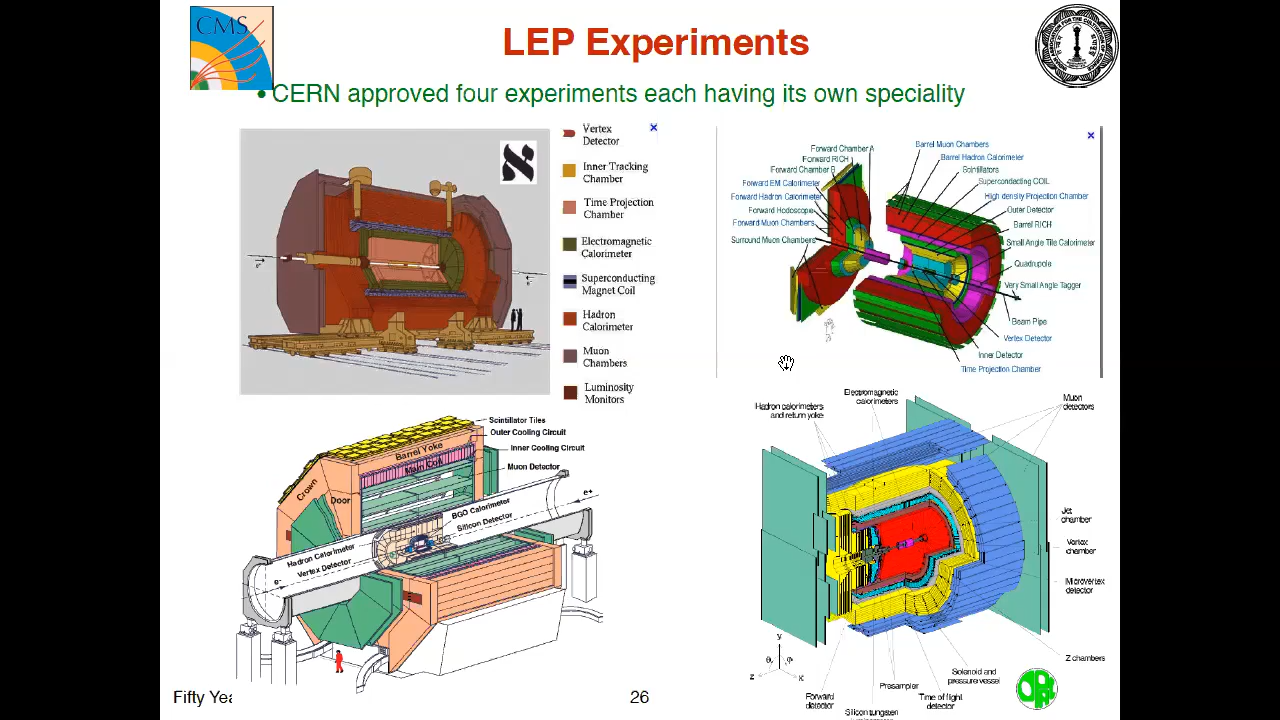 CMS
LEP Experiments
• CERN approved four experiments each having its own speciality
א
Vertex
Detector
Inner Tracking
Chamber
Time Projection
Chamber
Electromagnetic
Calorimeter
Superconducting
Magnet Coil
Hadron
Calorimeter
Muon
Chambers
Luminosity
Monitors
Forward Chamber A
Forward RICH
Forward Chamber B
Forward EM Calorimeter
Forward Hadron Calorimeter
Forward Hodoscope
Forward Muon Chambers
Surround Muon Chambers
Barrel Muon Chambers
Barrel Hadron Calorimeter
Scintillators
Superconducting COIL
High density Projection Chamber
Outer Detector
Barrel RICH
Small Angle Tile Calorimeter
Quadrupole
Very Small Angle Tagger
Beam Pipe
Vertex Detector
Inner Detector
Time Projection Chamber
Scintillator Tiles
Outer Cooling Circuit
Inner Cooling Circuit
Muon Detector
Barrel Yoke
Main Coil
Crown
Door
BGO Calorimeter
Silicon Detector
Hadron Calorimeter
Vertex Detector
e+
e-
Hadron calorimeters
and return yoke
Electromagnetic
calorimeters
Muon
detectors
Jet
chamber
Vertex
chamber
Microvertex
detector
Z chambers
Solenoid and
pressure vessel
Time of flight
detector
Presampler
Silicon tungsten
Forward
detector
y
θ φ
z x
Fifty Yea
26